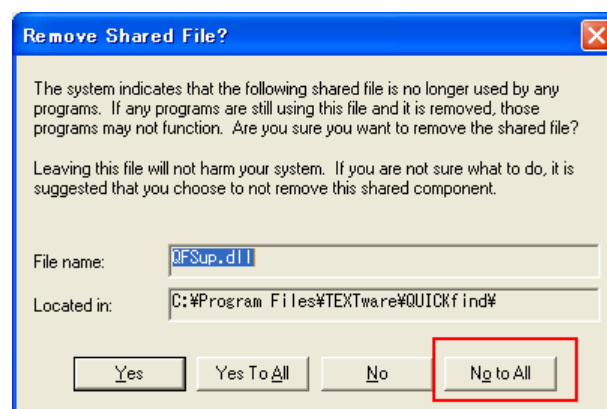 Remove Shared File?
The system indicates that the following shared file is no longer used by any
programs. If any programs are still using this file and it is removed, those
programs may not function. Are you sure you want to remove the shared file?
Leaving this file will not harm your system. If you are not sure what to do, it is
suggested that you choose to not remove this shared component.
File name: QFSup.dll
Located in: C:¥Program Files¥TEXTware¥QUICKfind¥
Yes Yes To All No No to All